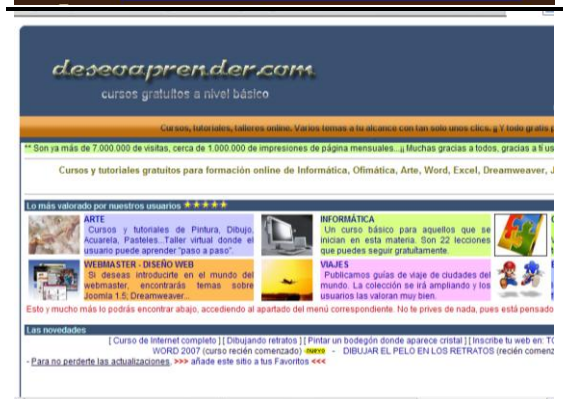 deseoaprender.com
cursos gratuitos a nivel básico
Cursos, tutoriales, talleres online. Varios temas a tu alcance con tan solo unos clics. ¡¡ Y todo gratis
** Son ya más de 7.000.000 de visitas, cerca de 1.000.000 de impresiones de página mensuales...¡¡ Muchas gracias a todos, gracias a ti
Cursos y tutoriales gratuitos para formación online de Informática, Ofimática, Arte, Word, Excel, Dreamweaver, J
Lo más valorado por nuestros usuarios
ARTE
Cursos y tutoriales de Pintura, Dibujo,
Acuarela, Pasteles...Taller virtual donde el
usuario puede aprender "paso a paso".
INFORMÁTICA
Un curso básico para aquellos que se
inician en esta materia. Son 22 lecciones
que puedes seguir gratuitamente.
WEBMASTER - DISEÑO WEB
Si deseas introducirte en el mundo del
webmaster, encontrarás temas sobre
Joomla 1.5; Dreamweaver...
VIAJES
Publicamos guías de viaje de ciudades del
mundo. La colección se irá ampliando y los
usuarios las valoran muy bien.
Esto y mucho más lo podrás encontrar abajo, accediendo al apartado del menú correspondiente. No te prives de nada, pues está pensado
Las novedades
[ Curso de Internet completo ] [ Dibujando retratos ] [ Pintar un bodegón donde aparece cristal ] [ Inscribe tu web en: TO
WORD 2007 (curso recién comenzado) nuevo - DIBUJAR EL PELO EN LOS RETRATOS (recién comenz
- Para no perderte las actualizaciones, >>> añade este sitio a tus Favoritos <<<